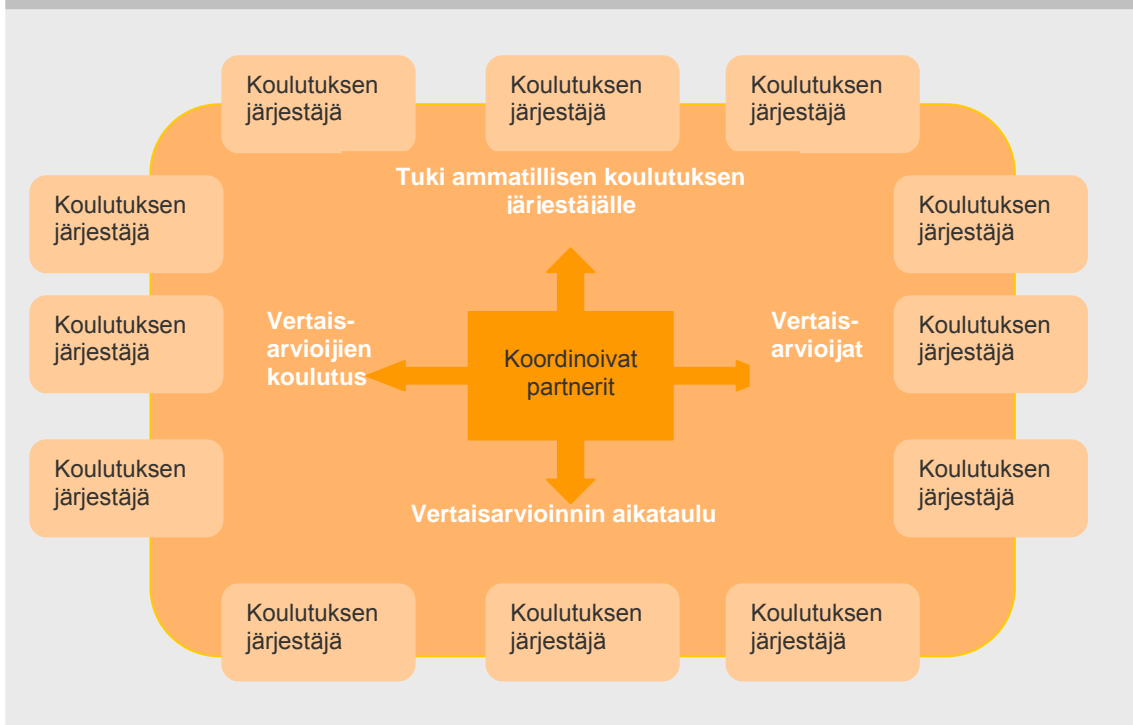 Koulutuksen
järjestäjä
Koulutuksen
järjestäjä
Koulutuksen
järjestäjä
Tuki ammatillisen koulutuksen
järjestäjälle
Koulutuksen
järjestäjä
Koulutuksen
järjestäjä
Koulutuksen
järjestäjä
Vertais-
arvioijien
koulutus
Koordinoivat
partnerit
Vertais-
arvioijat
Koulutuksen
järjestäjä
Koulutuksen
järjestäjä
Vertaisarvioinnin aikataulu
Koulutuksen
järjestäjä
Koulutuksen
järjestäjä
Koulutuksen
järjestäjä
Koulutuksen
järjestäjä